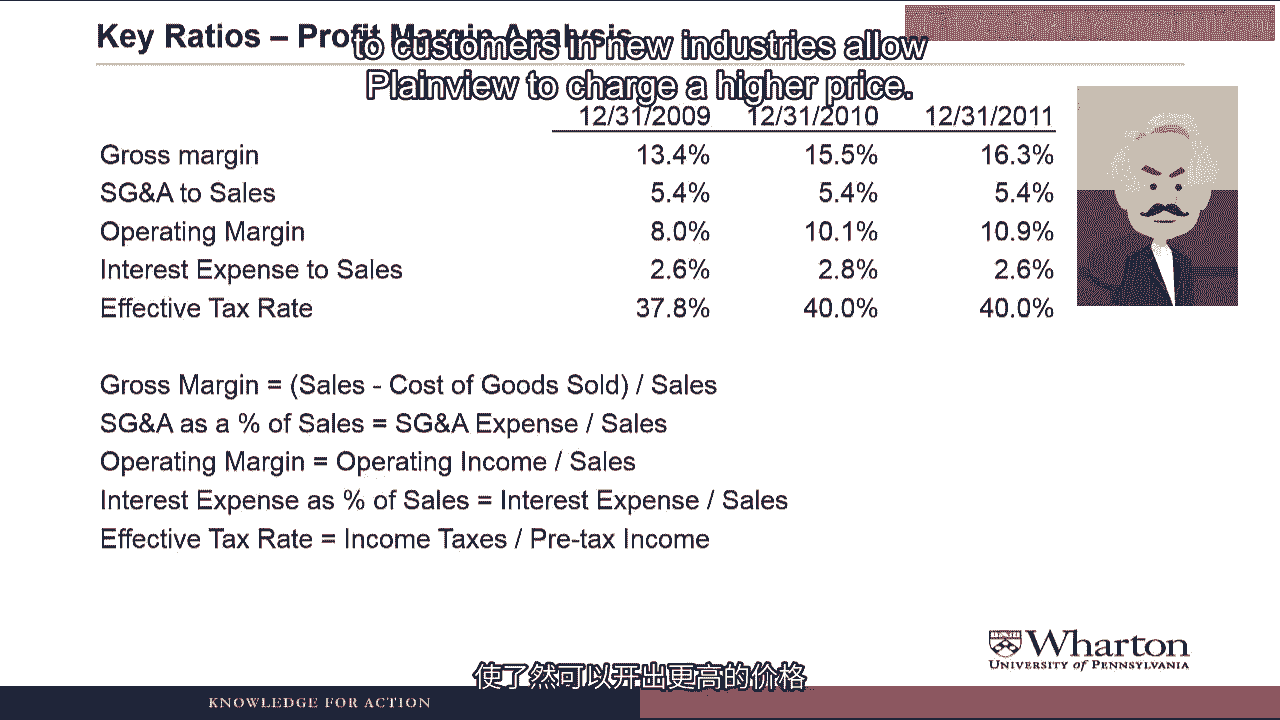 Key Ratios – Profit Margin Analysis
to customers in new industries allow
Plainview to charge a higher price.
12/31/2009 12/31/2010 12/31/2011
Gross margin 13.4% 15.5% 16.3%
SG&A to Sales 5.4% 5.4% 5.4%
Operating Margin 8.0% 10.1% 10.9%
Interest Expense to Sales 2.6% 2.8% 2.6%
Effective Tax Rate 37.8% 40.0% 40.0%
Gross Margin = (Sales - Cost of Goods Sold) / Sales
SG&A as a % of Sales = SG&A Expense / Sales
Operating Margin = Operating Income / Sales
Interest Expense as % of Sales = Interest Expense / Sales
Effective Tax Rate = Income Taxes / Pre-tax Income
Wharton
UNIVERSITY of PENNSYLVANIA
使了然可以开出更高的价格
KNOWLEDGE FOR ACTION